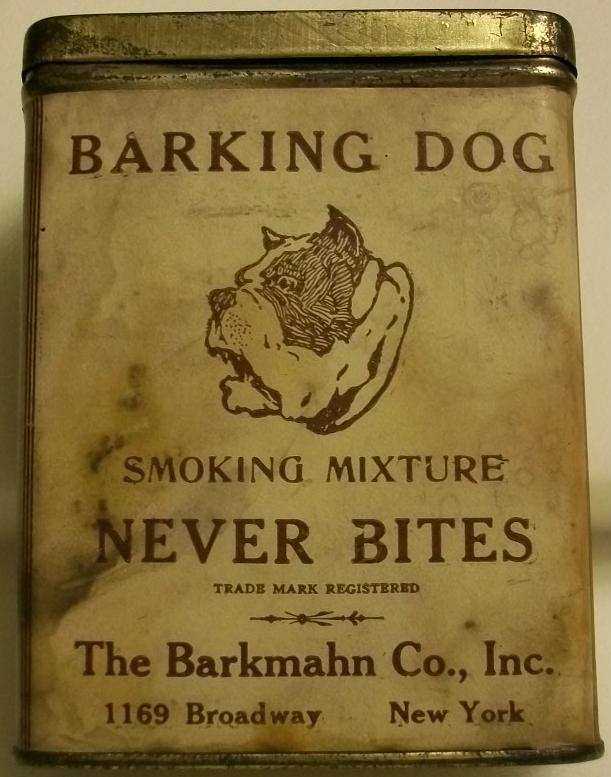 BARKING DOG
SMOKING MIXTURE
NEVER BITES
TRADE MARK REGISTERED
The Barkmahn Co., Inc.
1169 Broadway New York